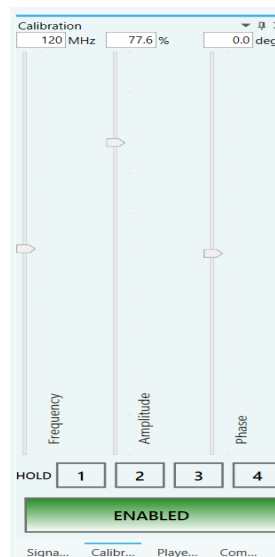 Calibration
120 MHz 77.6 % 0.0 deg
Frequency
Amplitude
Phase
HOLD 1 2 3 4
ENABLED
Signa... Calibr... Playe... Com...